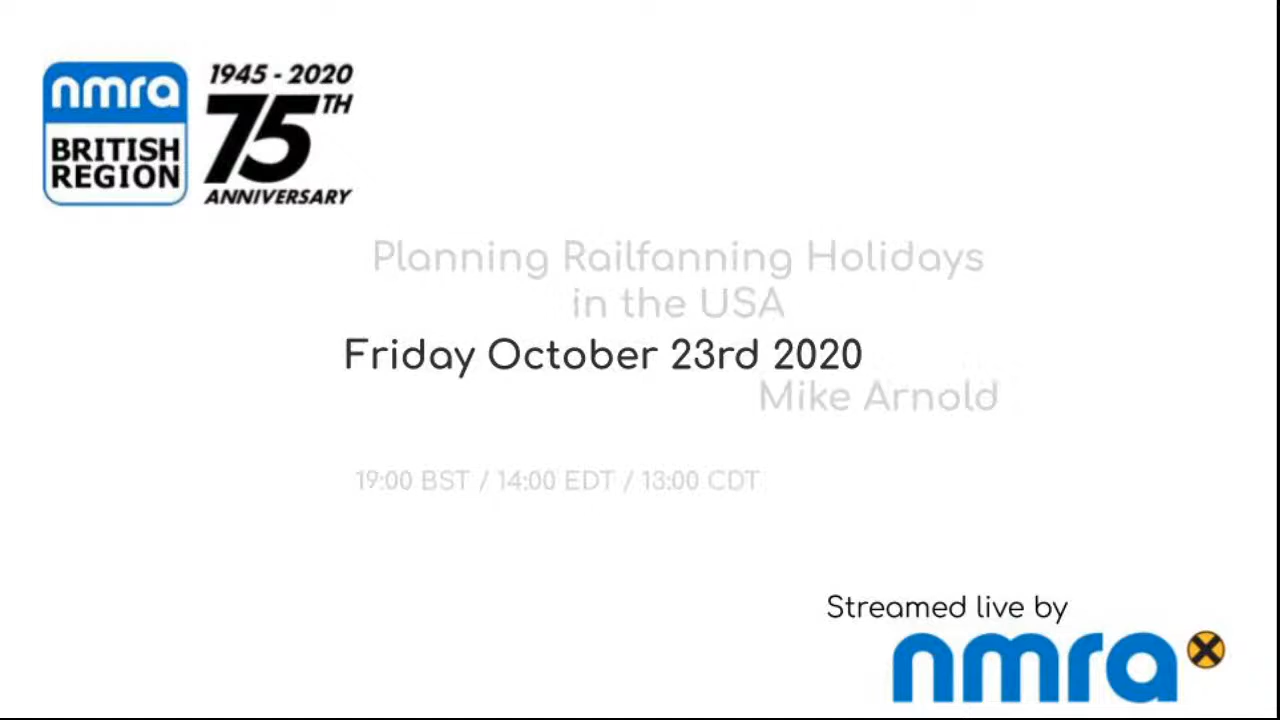 nmra
BRITISH
REGION
1945 - 2020
75TH
ANNIVERSARY
Planning Railfanning Holidays
in the USA
Friday October 23rd 2020
Mike Arnold
19:00 BST / 14:00 EDT / 13:00 CDT
Streamed live by
nmra